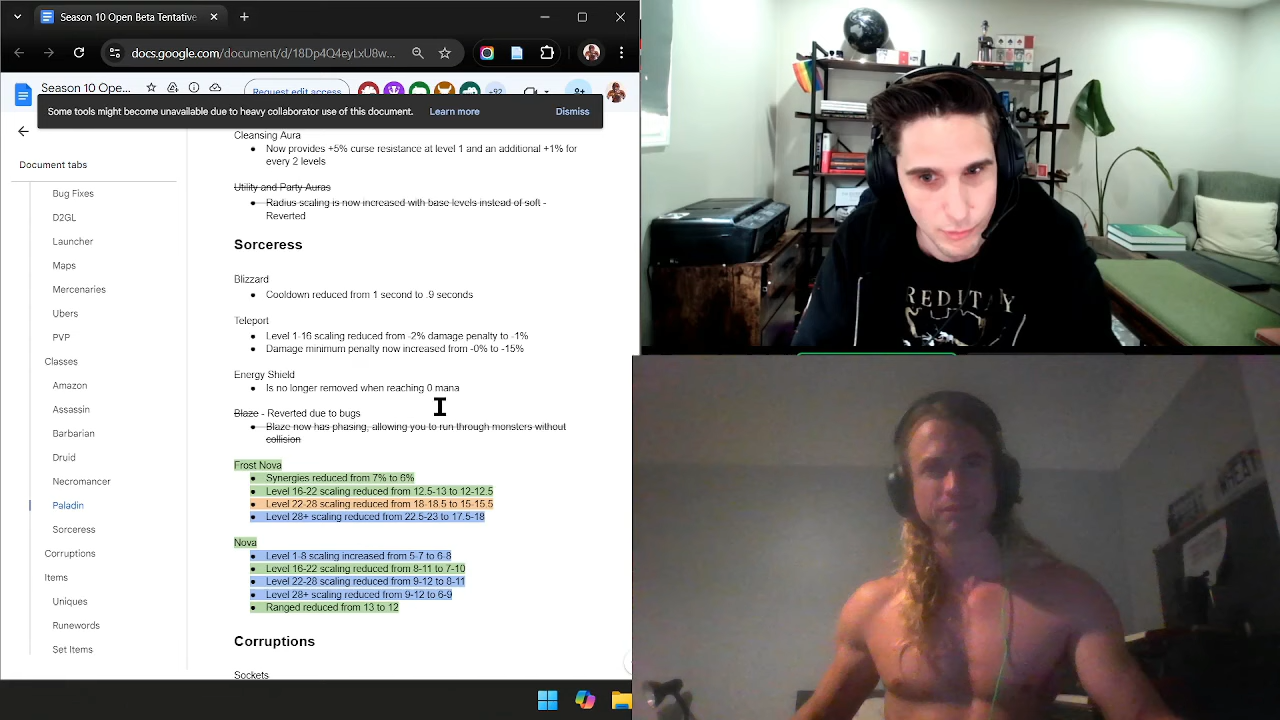 Season 10 Open Beta Tentative
docs.google.com/document/d/18Dp4Q4eyLxU8w...
Season 10 Ope...
Request edit access
+92
Some tools might become unavailable due to heavy collaborator use of this document.
Learn more
Dismiss
Document tabs
Bug Fixes
D2GL
Launcher
Maps
Mercenaries
Ubers
PVP
Classes
Amazon
Assassin
Barbarian
Druid
Necromancer
Paladin
Sorceress
Corruptions
Items
Uniques
Runewords
Set Items
Cleansing Aura
● Now provides +5% curse resistance at level 1 and an additional +1% for
every 2 levels
Utility and Party Auras
● Radius scaling is now increased with base levels instead of soft -
Reverted
Sorceress
Blizzard
● Cooldown reduced from 1 second to .9 seconds
Teleport
● Level 1-16 scaling reduced from -2% damage penalty to -1%
● Damage minimum penalty now increased from -0% to -15%
Energy Shield
● Is no longer removed when reaching 0 mana
Blaze - Reverted due to bugs
● Blaze now has phasing, allowing you to run through monsters without
collision
Frost Nova
● Synergies reduced from 7% to 6%
● Level 16-22 scaling reduced from 12.5-13 to 12-12.5
● Level 22-28 scaling reduced from 18-18.5 to 15-15.5
● Level 28+ scaling reduced from 22.5-23 to 17.5-18
Nova
● Level 1-8 scaling increased from 5-7 to 6-8
● Level 16-22 scaling reduced from 8-11 to 7-10
● Level 22-28 scaling reduced from 9-12 to 8-11
● Level 28+ scaling reduced from 9-12 to 6-9
● Ranged reduced from 13 to 12
Corruptions
Sockets